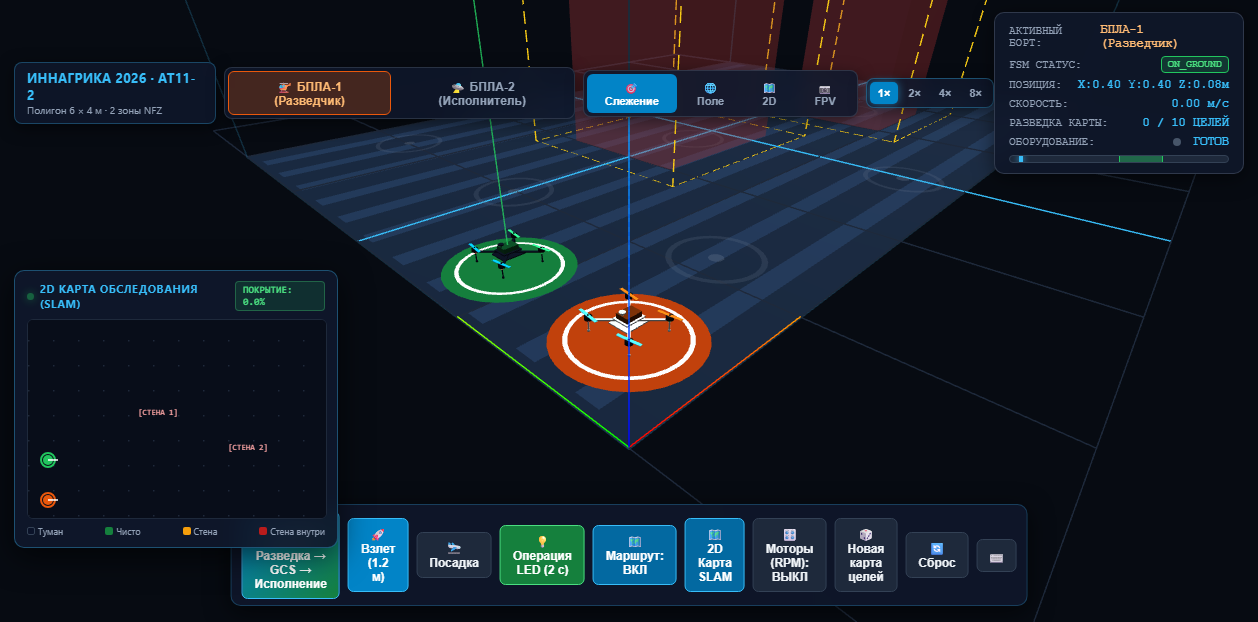 ИННАГРИКА 2026 · AT11-
2
Полигон 6 × 4 м · 2 зоны NFZ
БПЛА-1
(Разведчик)
БПЛА-2
(Исполнитель)
Слежение
Поле
2D
FPV
1×
2×
4×
8×
АКТИВНЫЙ
БОРТ:
БПЛА-1
(Разведчик)
FSM СТАТУС:
ON_GROUND
ПОЗИЦИЯ:
X:0.40 Y:0.40 Z:0.08м
СКОРОСТЬ:
0.00 м/с
РАЗВЕДКА КАРТЫ:
0 / 10 ЦЕЛЕЙ
ОБОРУДОВАНИЕ:
ГОТОВ
2D КАРТА ОБСЛЕДОВАНИЯ
(SLAM)
ПОКРЫТИЕ:
0.0%
[СТЕНА 1]
[СТЕНА 2]
Туман
Чисто
Стена
Стена внутри
Разведка →
GCS →
Исполнение
Взлет
(1.2
м)
Посадка
Операция
LED (2 с)
Маршрут:
ВКЛ
2D
Карта
SLAM
Моторы
(RPM):
ВЫКЛ
Новая
карта
целей
Сброс